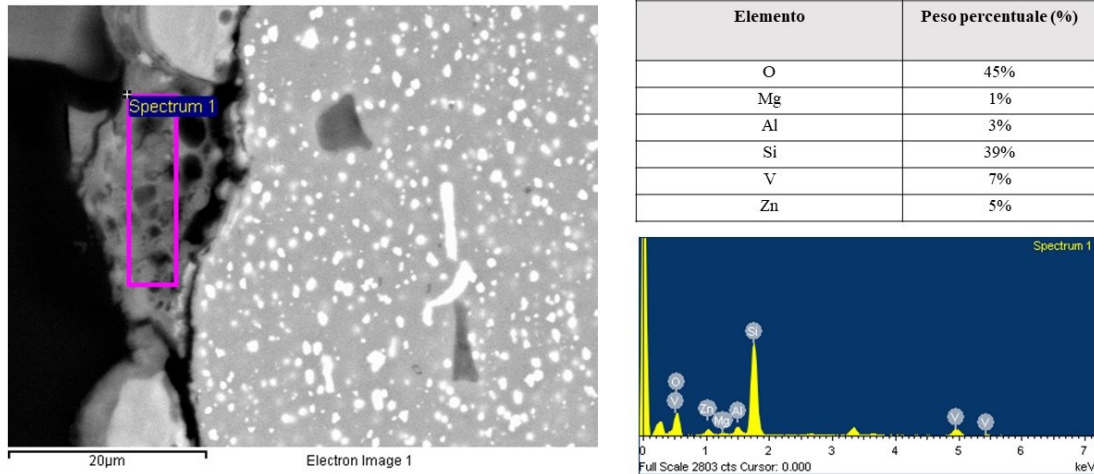 Spectrum 1
20µm
Electron Image 1
Elemento Peso percentuale (%)
O 45%
Mg 1%
Al 3%
Si 39%
V 7%
Zn 5%
Spectrum 1
Si
O
V
Zn
Mg
Al
V
V
0 1 2 3 4 5 6 7
Full Scale 2803 cts Cursor: 0.000 keV